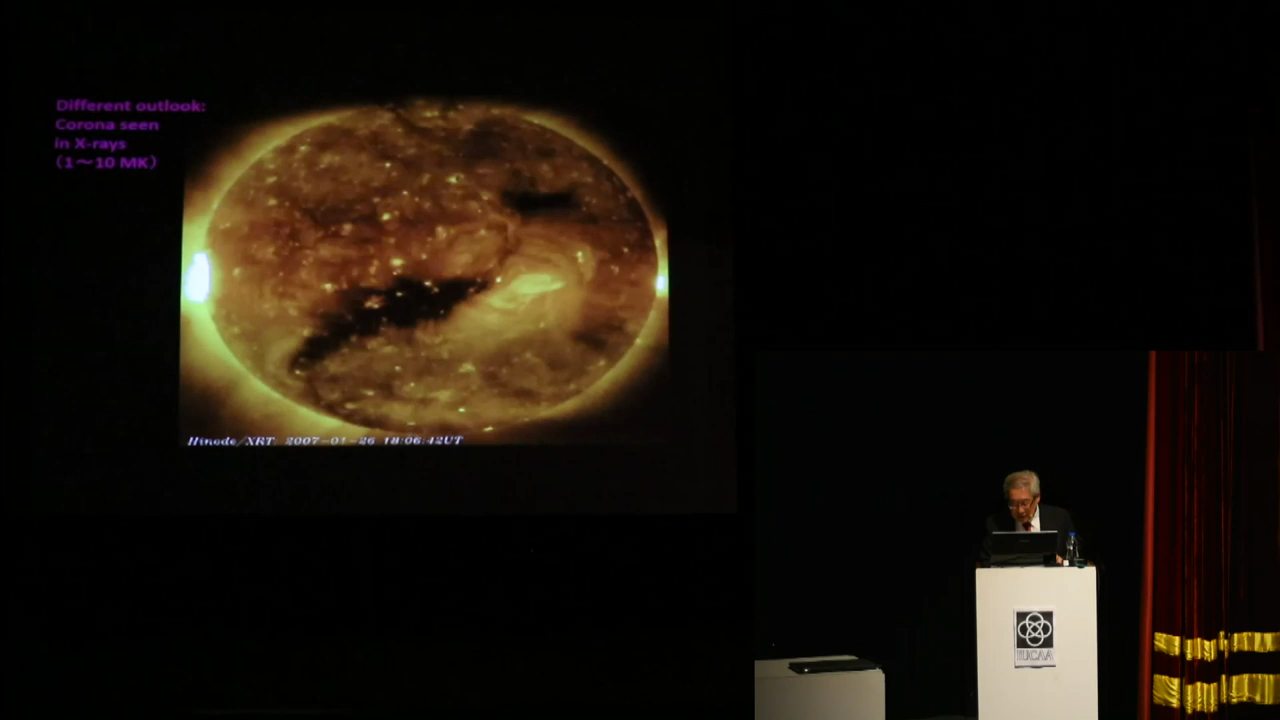 Different outlook:
Corona seen
in X-rays
(1～10 MK)
Hinode/XRT 2007-01-26 18:06:42UT
IUCAA